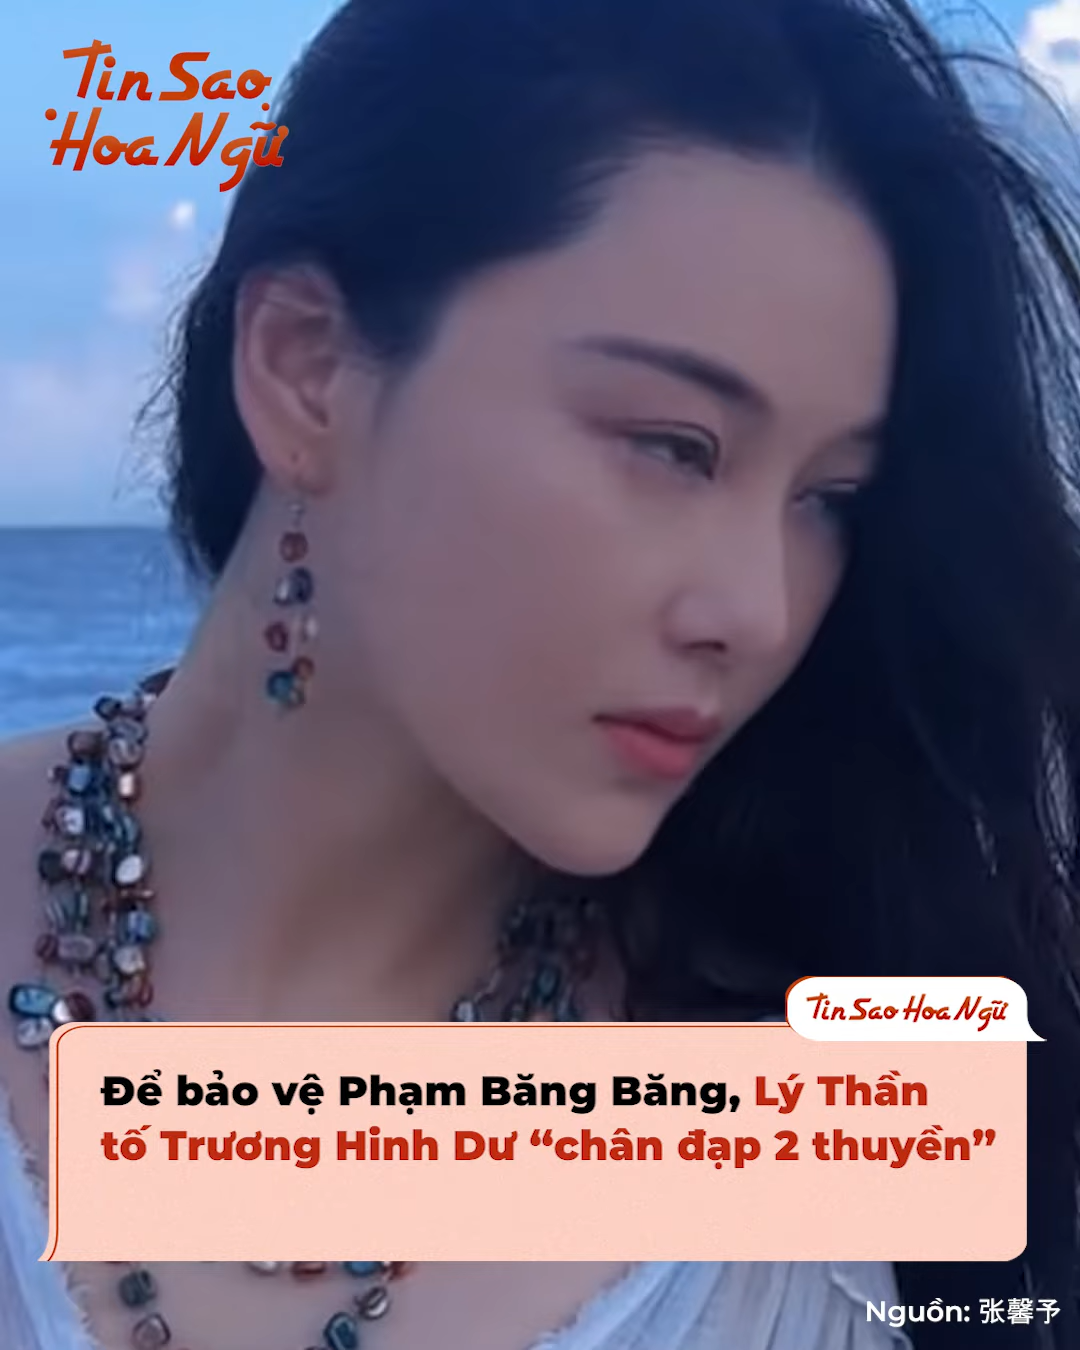 Tin Sao
Hoa Ngữ
Tin Sao Hoa Ngữ
Để bảo vệ Phạm Băng Băng, Lý Thần
tố Trương Hinh Dư “chân đạp 2 thuyền”
Nguồn: 张馨予